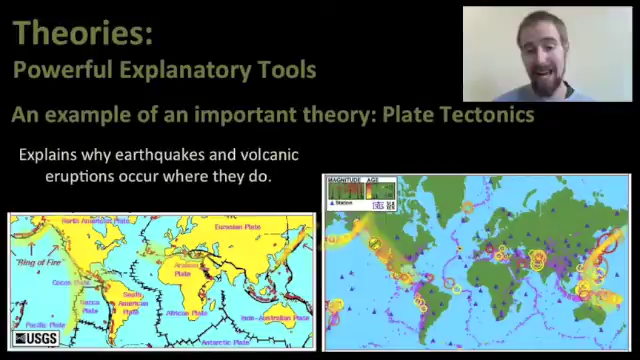 Theories:
Powerful Explanatory Tools
An example of an important theory: Plate Tectonics
Explains why earthquakes and volcanic
eruptions occur where they do.
North American Plate
Eurasian Plate
"Ring of Fire"
Arabian
Plate
Cocos Plate
Nazca
Plate
South
American
Plate
African Plate
Indo-Australian Plate
Pacific Plate
Antarctic Plate
USGS
MAGNITUDE
AGE
Station